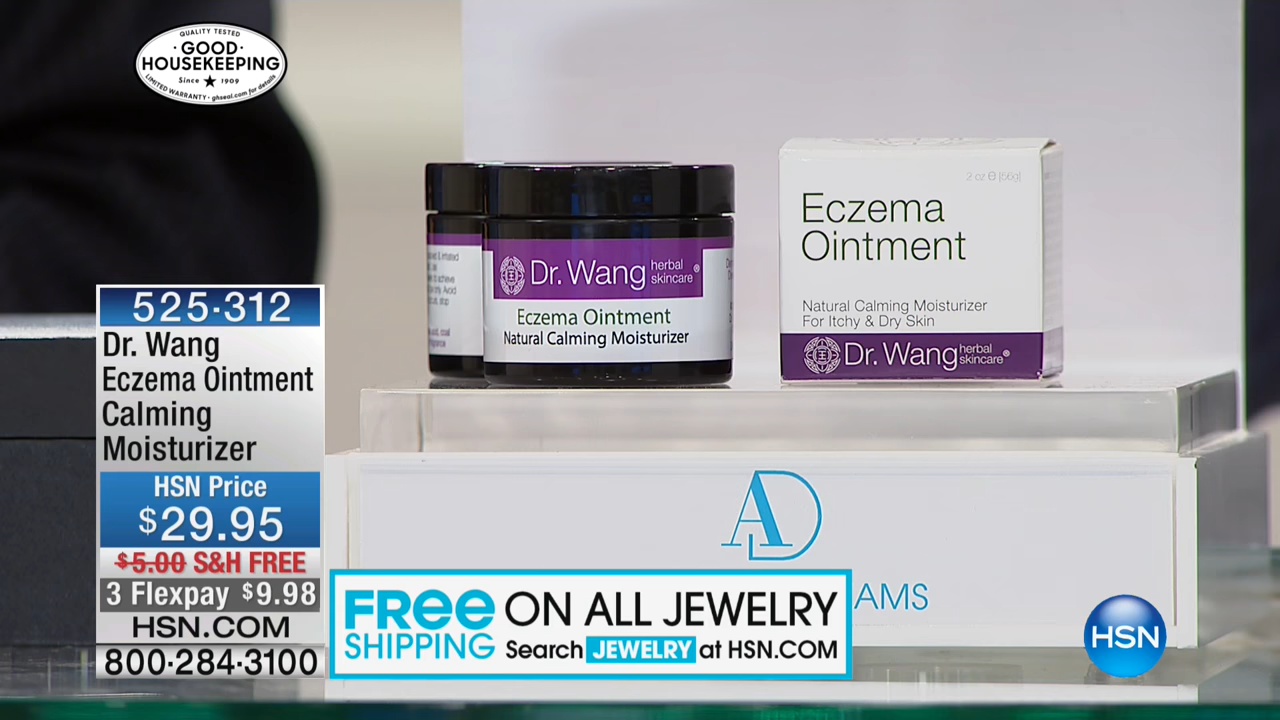 QUALITY TESTED
· GOOD ·
HOUSEKEEPING
Since ★ 1909
LIMITED WARRANTY · ghseal.com for details
525·312
Dr. Wang
Eczema Ointment
Calming
Moisturizer
HSN Price
$29.95
$5.00 S&H FREE
3 Flexpay $9.98
HSN.COM
800·284·3100
Dr. Wang herbal skincare®
Eczema Ointment
Natural Calming Moisturizer
2 oz ℮ [56g]
Eczema
Ointment
Natural Calming Moisturizer
For Itchy & Dry Skin
Dr. Wang herbal skincare®
AD
AMS
FREE SHIPPING
ON ALL JEWELRY
Search JEWELRY at HSN.COM
HSN